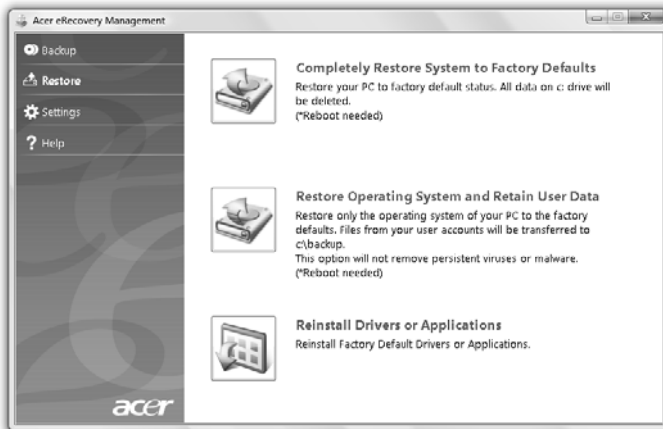 Acer eRecovery Management
Backup
Restore
Settings
Help
Completely Restore System to Factory Defaults
Restore your PC to factory default status. All data on c: drive will
be deleted.
(*Reboot needed)
Restore Operating System and Retain User Data
Restore only the operating system of your PC to the factory
defaults. Files from your user accounts will be transferred to
c:\backup.
This option will not remove persistent viruses or malware.
(*Reboot needed)
Reinstall Drivers or Applications
Reinstall Factory Default Drivers or Applications.
acer